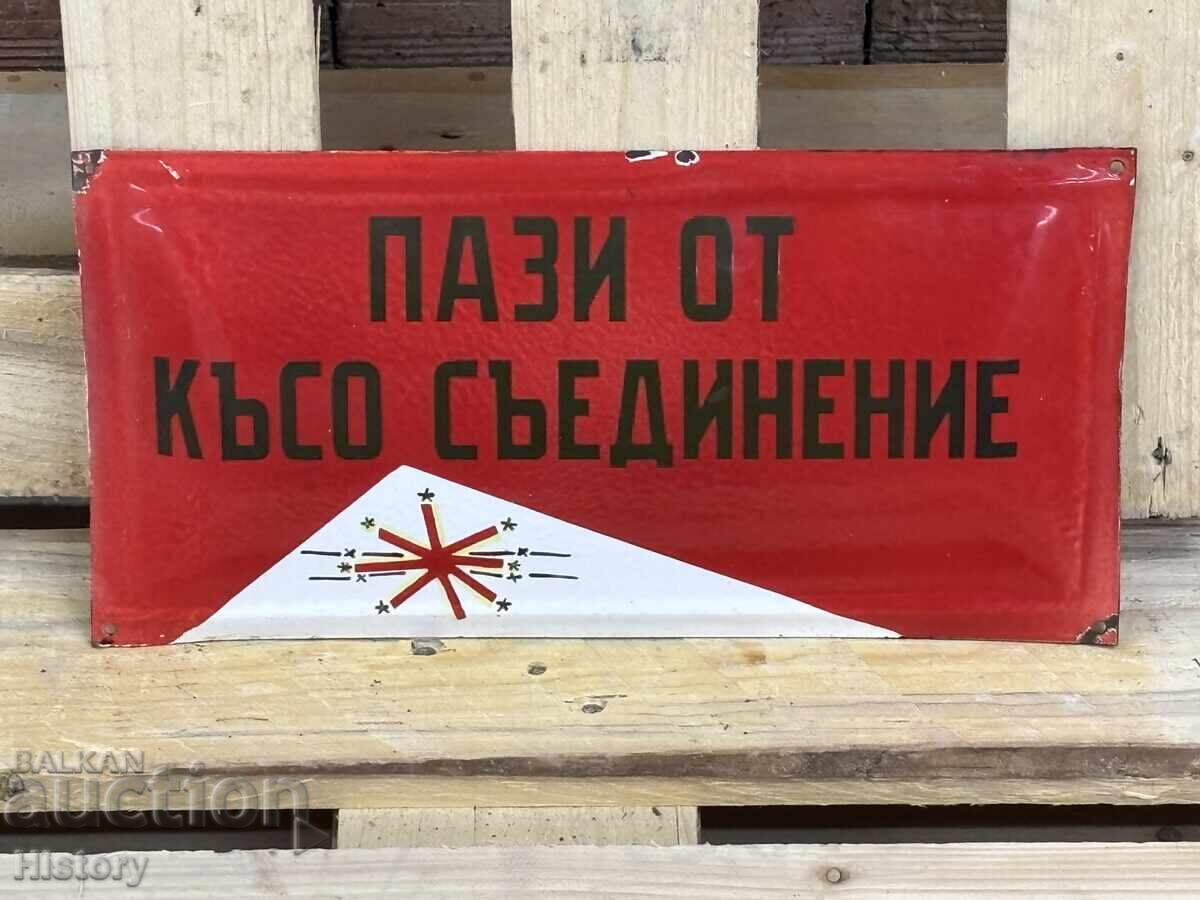 ПАЗИ ОТ
КЪСО СЪЕДИНЕНИЕ
BALKAN
auction
History